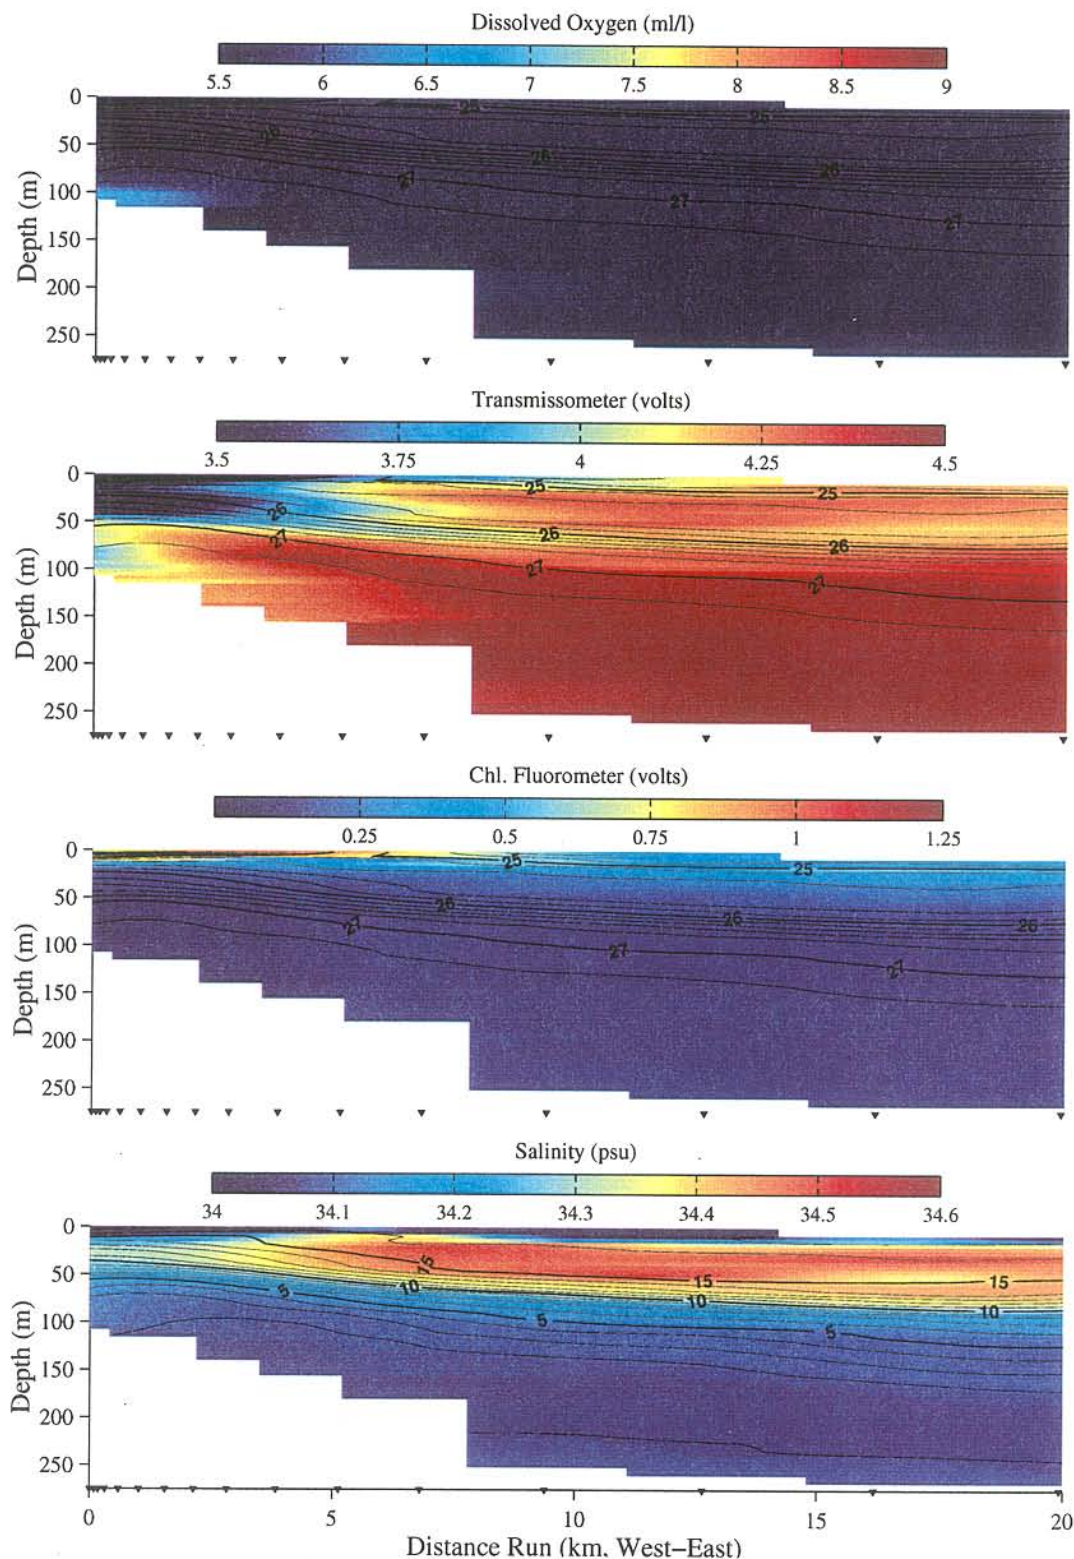 Dissolved Oxygen (ml/l)
5.5 6 6.5 7 7.5 8 8.5 9
0
50
100
150
200
250
Depth (m)
25 25
26 26 26
27 27 27
Transmissometer (volts)
3.5 3.75 4 4.25 4.5
0
50
100
150
200
250
Depth (m)
25 25
26 26 26
27 27 27
Chl. Fluorometer (volts)
0.25 0.5 0.75 1 1.25
0
50
100
150
200
250
Depth (m)
25 25
26 26 26
27 27 27
Salinity (psu)
34 34.1 34.2 34.3 34.4 34.5 34.6
0
50
100
150
200
250
Depth (m)
15 15 15
10 10 10
5 5 5
0 5 10 15 20
Distance Run (km, West–East)